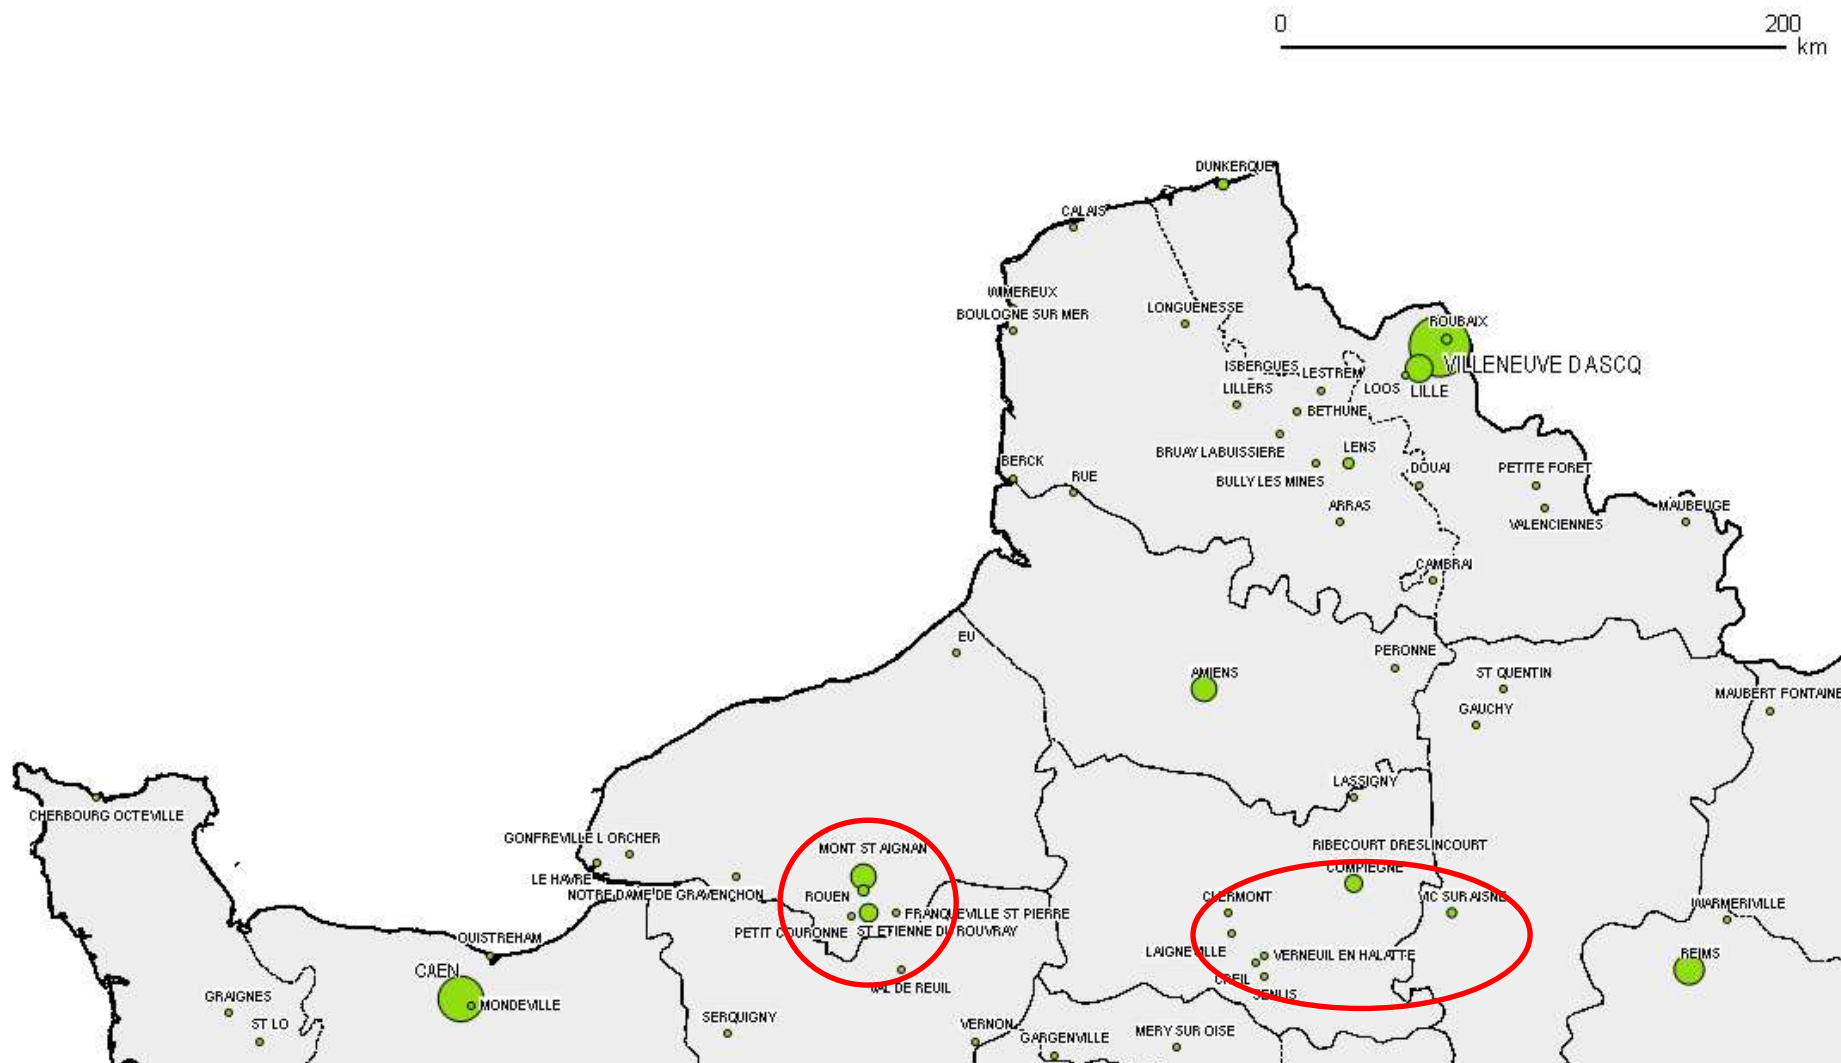 0 200
km
DUNKERQUE
CALAIS
WIMEREUX
BOULOGNE SUR MER
LONGUENESSE
ROUBAIX
VILLENEUVE D ASCQ
ISBERGUES
LESTREM
LILLERS
LOOS
LILLE
BETHUNE
BRUAY LABUISSIERE
LENS
BERCK
RUE
BULLY LES MINES
DOUAI
PETITE FORET
ARRAS
VALENCIENNES
MAUBEUGE
CAMBRAI
EU
PERONNE
AMIENS
ST QUENTIN
MAUBERT FONTAINE
GAUCHY
LASSIGNY
CHERBOURG OCTEVILLE
GONFREVILLE L ORCHER
MONT ST AIGNAN
RIBECOURT DRESLINCOURT
COMPIEGNE
LE HAVRE
NOTRE DAME DE GRAVENCHON
ROUEN
CLERMONT
VIC SUR AISNE
WARMERIVILLE
FRANQUEVILLE ST PIERRE
PETIT COURONNE
ST ETIENNE DU ROUVRAY
OUISTREHAM
LAIGNEVILLE
VERNEUIL EN HALATTE
REIMS
CAEN
CREIL
VAL DE REUIL
SENLIS
GRAIGNES
MONDEVILLE
ST LO
SERQUIGNY
VERNON
GARGENVILLE
MERY SUR OISE